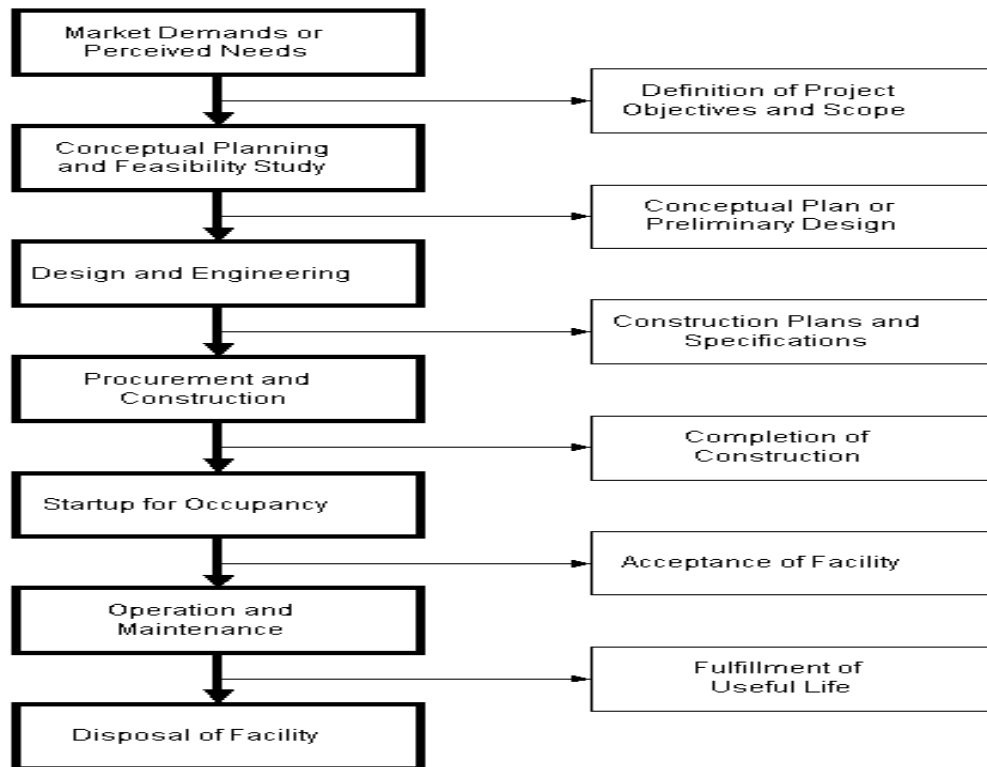 Market Demands or
Perceived Needs
Definition of Project
Objectives and Scope
Conceptual Planning
and Feasibility Study
Conceptual Plan or
Preliminary Design
Design and Engineering
Construction Plans and
Specifications
Procurement and
Construction
Completion of
Construction
Startup for Occupancy
Acceptance of Facility
Operation and
Maintenance
Fulfillment of
Useful Life
Disposal of Facility